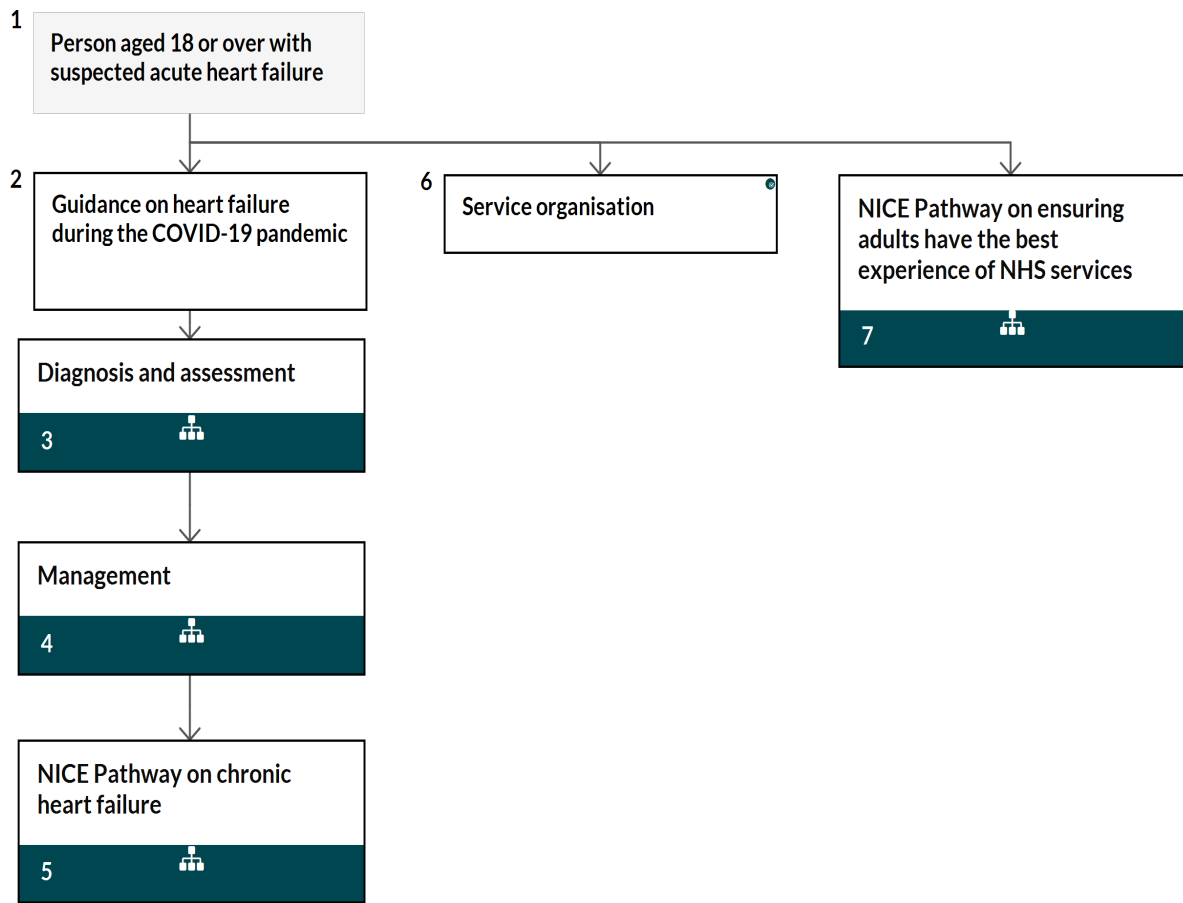 1
Person aged 18 or over with
suspected acute heart failure
2
Guidance on heart failure
during the COVID-19 pandemic
3
Diagnosis and assessment
4
Management
5
NICE Pathway on chronic
heart failure
6
Service organisation
7
NICE Pathway on ensuring
adults have the best
experience of NHS services